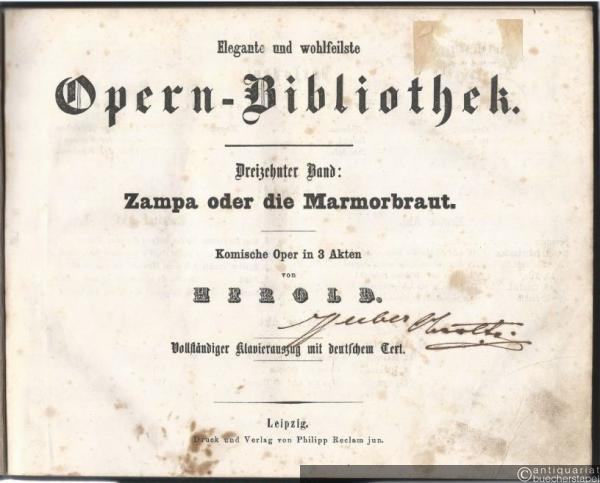 Elegante und wohlfeilste
Opern-Bibliothek.
Dreizehnter Band:
Zampa oder die Marmorbraut.
Komische Oper in 3 Akten
von
HEROLD.
Vollständiger Klavierauszug mit deutschem Text.
Leipzig.
Druck und Verlag von Philipp Reclam jun.
antiquariat
buecherstapel